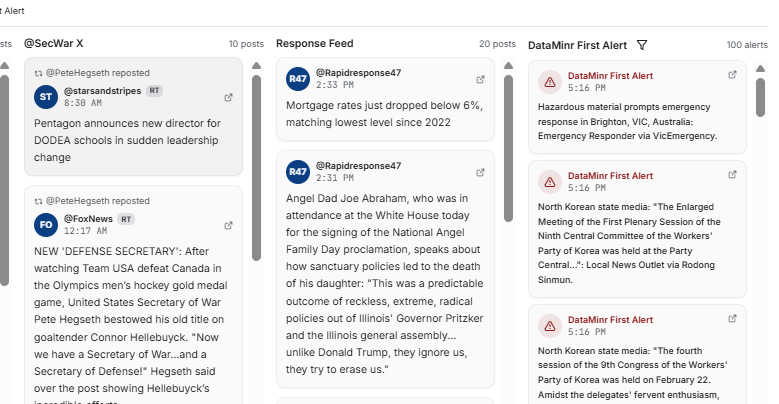 t Alert
sts
@SecWar X
10 posts
@PeteHegseth reposted
ST
@starsandstripes
RT
8:30 AM
Pentagon announces new director for
DODEA schools in sudden leadership
change
@PeteHegseth reposted
FO
@FoxNews
RT
12:17 AM
NEW 'DEFENSE SECRETARY': After
watching Team USA defeat Canada in
the Olympics men's hockey gold medal
game, United States Secretary of War
Pete Hegseth bestowed his old title on
goaltender Connor Hellebuyck. "Now
we have a Secretary of War...and a
Secretary of Defense!" Hegseth said
over the post showing Hellebuyck's
incredible efforts
Response Feed
20 posts
R47
@Rapidresponse47
2:33 PM
Mortgage rates just dropped below 6%,
matching lowest level since 2022
R47
@Rapidresponse47
2:31 PM
Angel Dad Joe Abraham, who was in
attendance at the White House today
for the signing of the National Angel
Family Day proclamation, speaks about
how sanctuary policies led to the death
of his daughter: "This was a predictable
outcome of reckless, extreme, radical
policies out of Illinois' Governor Pritzker
and the Illinois general assembly...
unlike Donald Trump, they ignore us,
they try to erase us."
DataMinr First Alert
100 alerts
DataMinr First Alert
5:16 PM
Hazardous material prompts emergency
response in Brighton, VIC, Australia:
Emergency Responder via VicEmergency.
DataMinr First Alert
5:16 PM
North Korean state media: "The Enlarged
Meeting of the First Plenary Session of the
Ninth Central Committee of the Workers'
Party of Korea was held at the Party
Central...": Local News Outlet via Rodong
Sinmun.
DataMinr First Alert
5:16 PM
North Korean state media: "The fourth
session of the 9th Congress of the Workers'
Party of Korea was held on February 22.
Amidst the delegates' fervent enthusiasm,